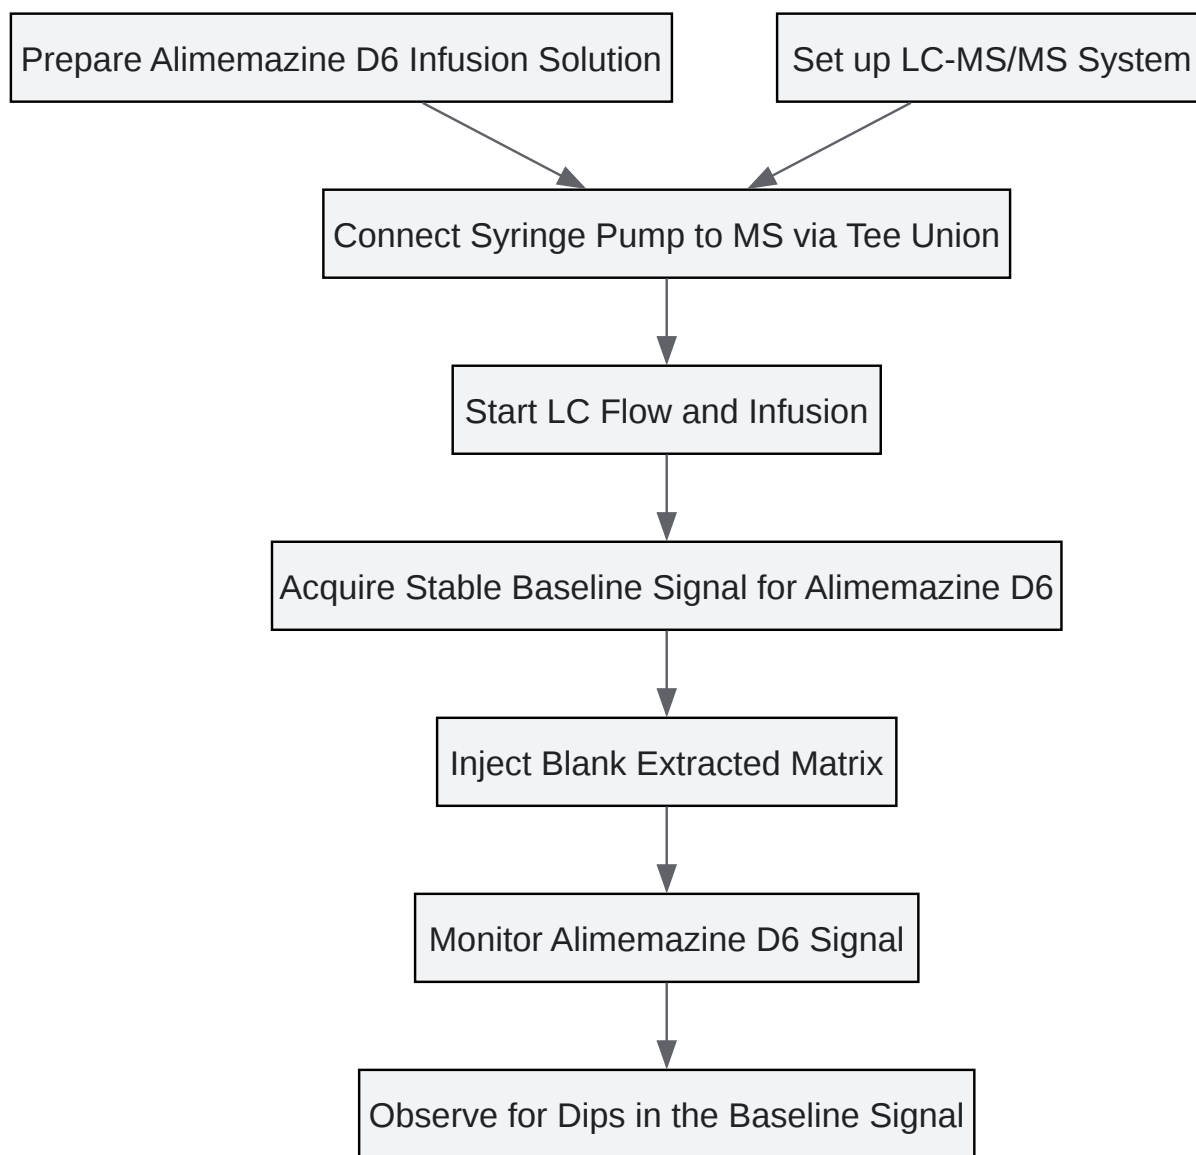 Prepare Alimemazine D6 Infusion Solution
Set up LC-MS/MS System
Connect Syringe Pump to MS via Tee Union
Start LC Flow and Infusion
Acquire Stable Baseline Signal for Alimemazine D6
Inject Blank Extracted Matrix
Monitor Alimemazine D6 Signal
Observe for Dips in the Baseline Signal